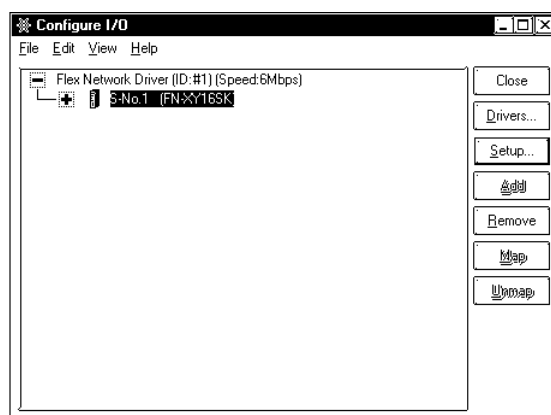 Configure I/O
File Edit View Help
Flex Network Driver (ID:#1) (Speed:6Mbps)
S-No.1 (FN-XY16SK)
Close
Drivers...
Setup...
Add
Remove
Map
Unmap